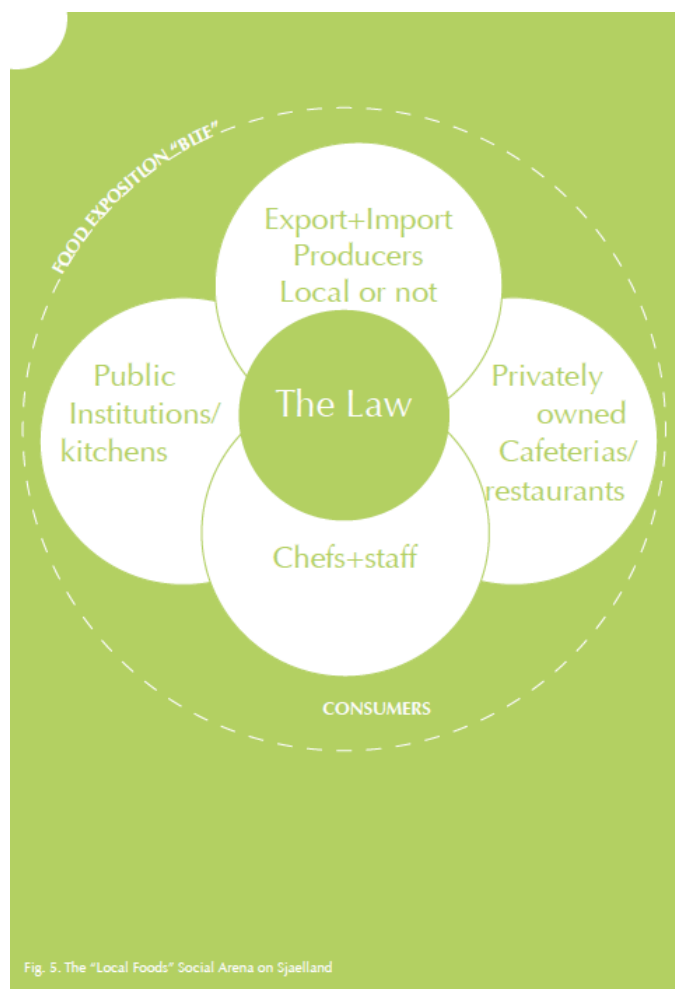 FOOD EXPOSITION "BITE"
Export+Import
Producers
Local or not
Public
Institutions/
kitchens
The Law
Privately
owned
Cafeterias/
restaurants
Chefs+staff
CONSUMERS
Fig. 5. The "Local Foods" Social Arena on Sjaelland